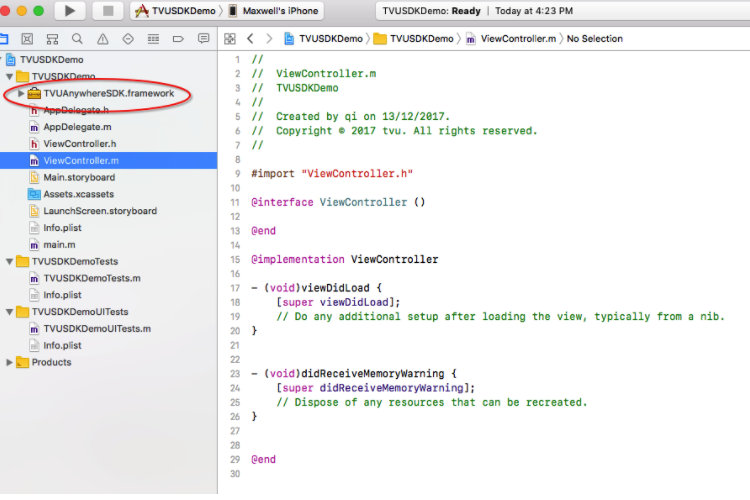 TVUSDKDemo Maxwell's iPhone
TVUSDKDemo: Ready | Today at 4:23 PM
TVUSDKDemo TVUSDKDemo ViewController.m No Selection
TVUSDKDemo
TVUSDKDemo
TVUAnywhereSDK.framework
AppDelegate.h
AppDelegate.m
ViewController.h
ViewController.m
Main.storyboard
Assets.xcassets
LaunchScreen.storyboard
Info.plist
main.m
TVUSDKDemoTests
TVUSDKDemoTests.m
Info.plist
TVUSDKDemoUITests
TVUSDKDemoUITests.m
Info.plist
Products
1 //
2 // ViewController.m
3 // TVUSDKDemo
4 //
5 // Created by qi on 13/12/2017.
6 // Copyright © 2017 tvu. All rights reserved.
7 //
8
9 #import "ViewController.h"
10
11 @interface ViewController ()
12
13 @end
14
15 @implementation ViewController
16
17 - (void)viewDidLoad {
18 [super viewDidLoad];
19 // Do any additional setup after loading the view, typically from a nib.
20 }
21
22
23 - (void)didReceiveMemoryWarning {
24 [super didReceiveMemoryWarning];
25 // Dispose of any resources that can be recreated.
26 }
27
28
29 @end
30